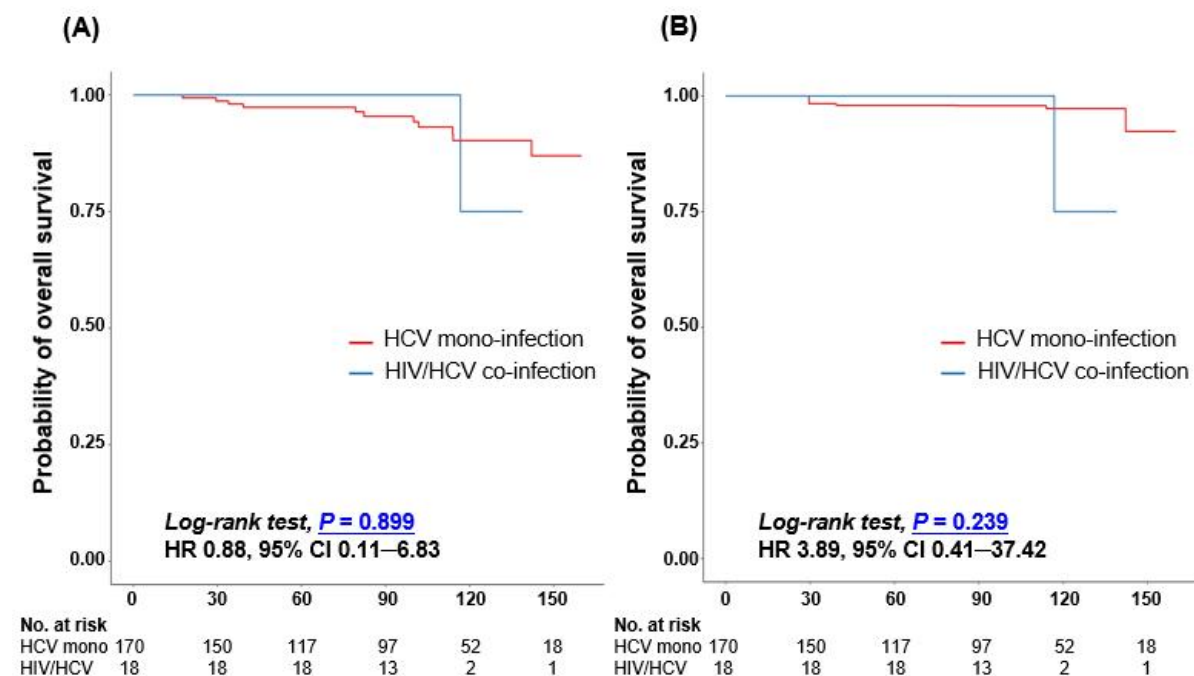 (A)
Probability of overall survival
1.00
0.75
0.50
0.25
0.00
HCV mono-infection
HIV/HCV co-infection
Log-rank test, P = 0.899
HR 0.88, 95% CI 0.11—6.83
0 30 60 90 120 150
No. at risk
HCV mono 170 150 117 97 52 18
HIV/HCV 18 18 18 13 2 1
(B)
Probability of overall survival
1.00
0.75
0.50
0.25
0.00
HCV mono-infection
HIV/HCV co-infection
Log-rank test, P = 0.239
HR 3.89, 95% CI 0.41—37.42
0 30 60 90 120 150
No. at risk
HCV mono 170 150 117 97 52 18
HIV/HCV 18 18 18 13 2 1